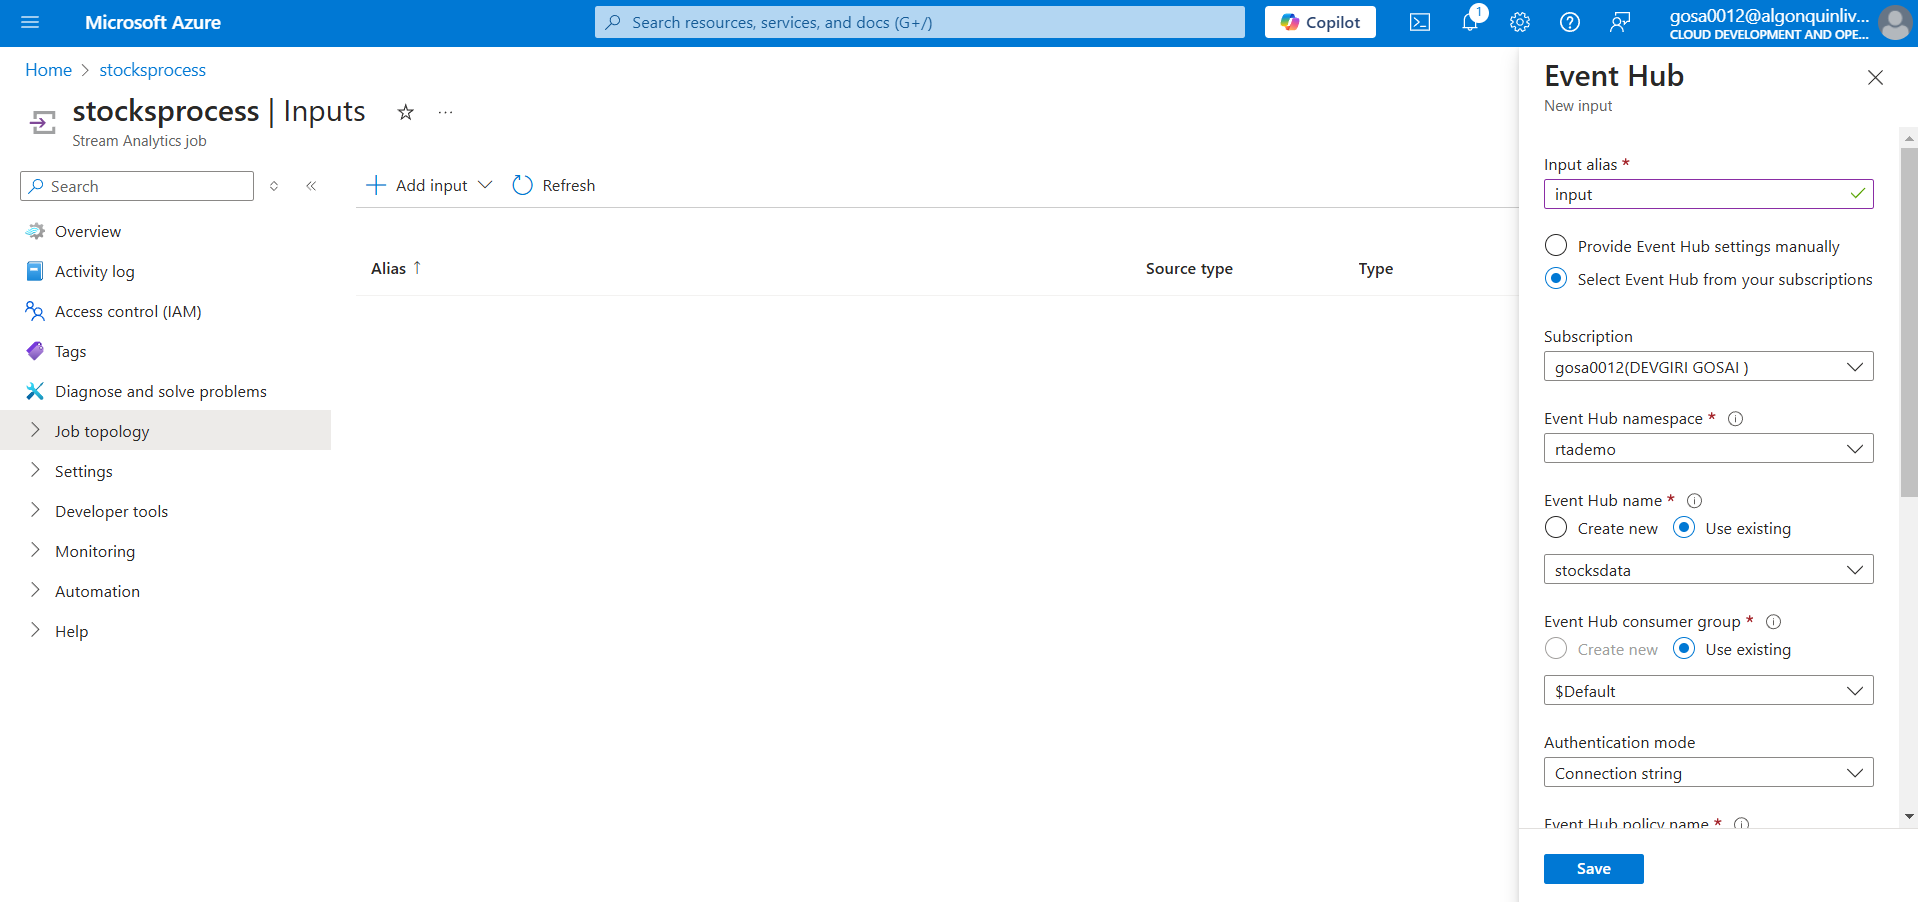 Microsoft Azure
Search resources, services, and docs (G+/)
Copilot
1
gosa0012@algonquinliv...
CLOUD DEVELOPMENT AND OPE...
Home > stocksprocess
stocksprocess | Inputs
...
Stream Analytics job
Search
Add input
Refresh
Overview
Activity log
Access control (IAM)
Tags
Diagnose and solve problems
Job topology
Settings
Developer tools
Monitoring
Automation
Help
Alias ↑ Source type Type
Event Hub
New input
Input alias *
input
Provide Event Hub settings manually
Select Event Hub from your subscriptions
Subscription
gosa0012(DEVGIRI GOSAI )
Event Hub namespace *
rtademo
Event Hub name *
Create new Use existing
stocksdata
Event Hub consumer group *
Create new Use existing
$Default
Authentication mode
Connection string
Event Hub policy name *
Save